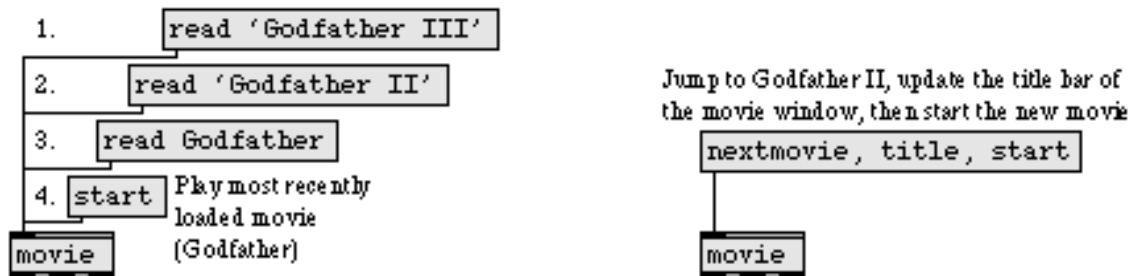 1. read ‘Godfather III’
2. read ‘Godfather II’
3. read Godfather
4. start
Play most recently
loaded movie
(Godfather)
movie
Jump to Godfather II, update the title bar of
the movie window, then start the new movie
nextmovie, title, start
movie